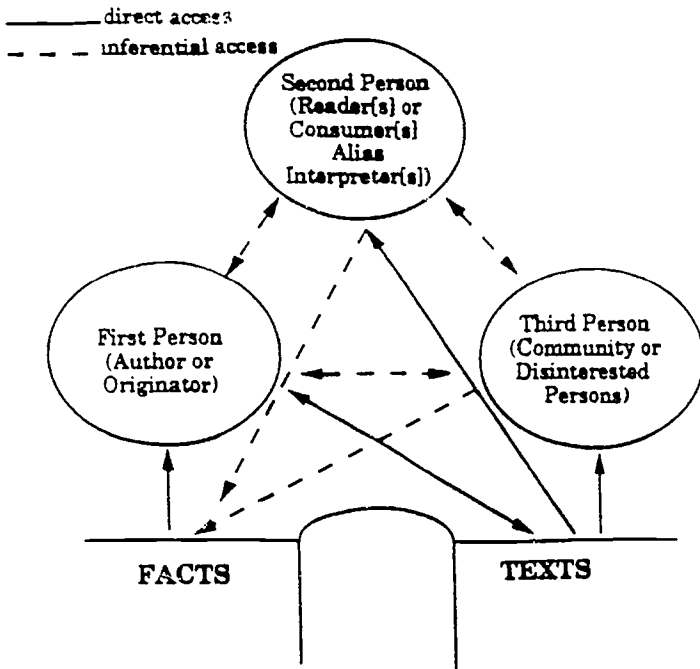 direct access
inferential access
Second Person
(Reader[s} or
Consumer[s}
Alias
Interpreter[s])
First Person
(Author or
Originator)
Third Person
(Community or
Disinterested
Persons)
FACTS
TEXTS